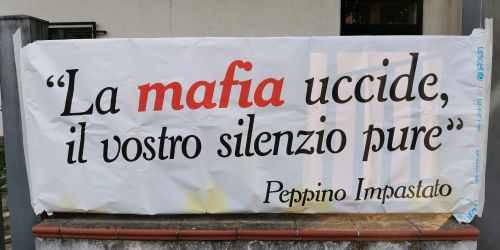 “La mafia uccide,
il vostro silenzio pure”
Peppino Impastato